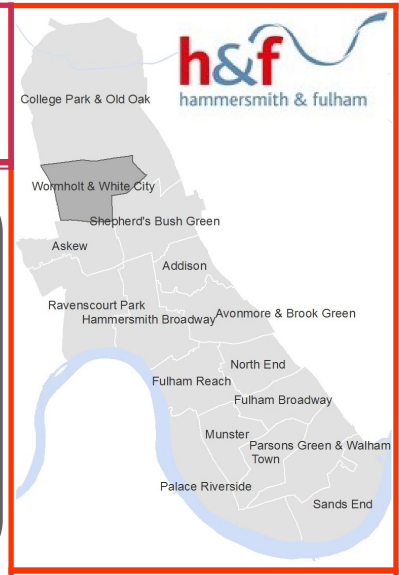 h&f
hammersmith & fulham
College Park & Old Oak
Wormholt & White City
Shepherd's Bush Green
Askew
Addison
Ravenscourt Park
Hammersmith Broadway
Avonmore & Brook Green
North End
Fulham Reach
Fulham Broadway
Munster
Parsons Green & Walham
Town
Palace Riverside
Sands End